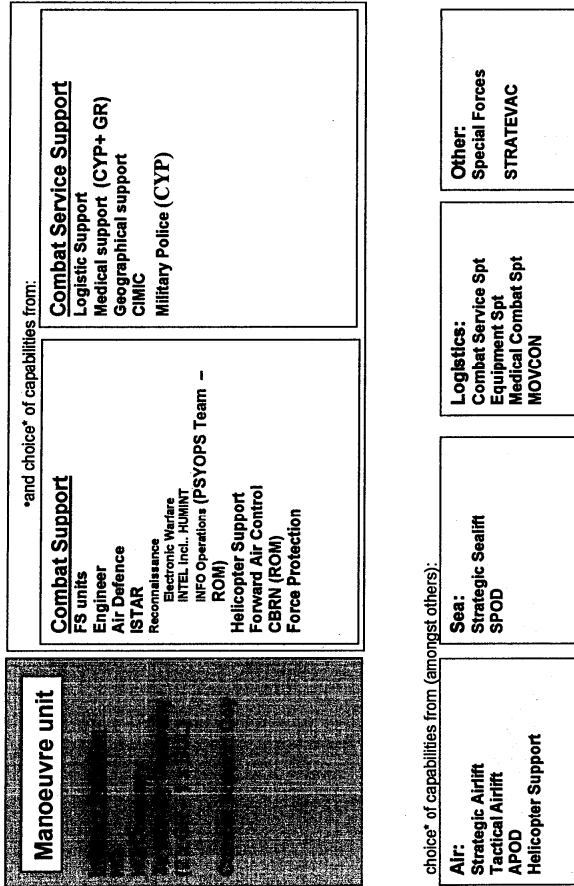 Manoeuvre unit
•and choice* of capabilities from:
Combat Support
FS units
Engineer
Air Defence
ISTAR
Reconnaissance
Electronic Warfare
INTEL Incl.. HUMINT
INFO Operations (PSYOPS Team –
ROM)
Helicopter Support
Forward Air Control
CBRN (ROM)
Force Protection
Combat Service Support
Logistic Support
Medical support (CYP+ GR)
Geographical support
CIMIC
Military Police (CYP)
choice* of capabilities from (amongst others):
Air:
Strategic Airlift
Tactical Airlift
APOD
Helicopter Support
Sea:
Strategic Sealift
SPOD
Logistics:
Combat Service Spt
Equipment Spt
Medical Combat Spt
MOVCON
Other:
Special Forces
STRATEVAC